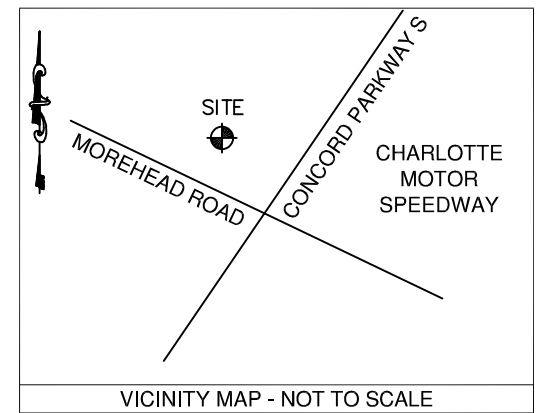 SITE
MOREHEAD ROAD
CONCORD PARKWAY S
CHARLOTTE
MOTOR
SPEEDWAY
VICINITY MAP - NOT TO SCALE